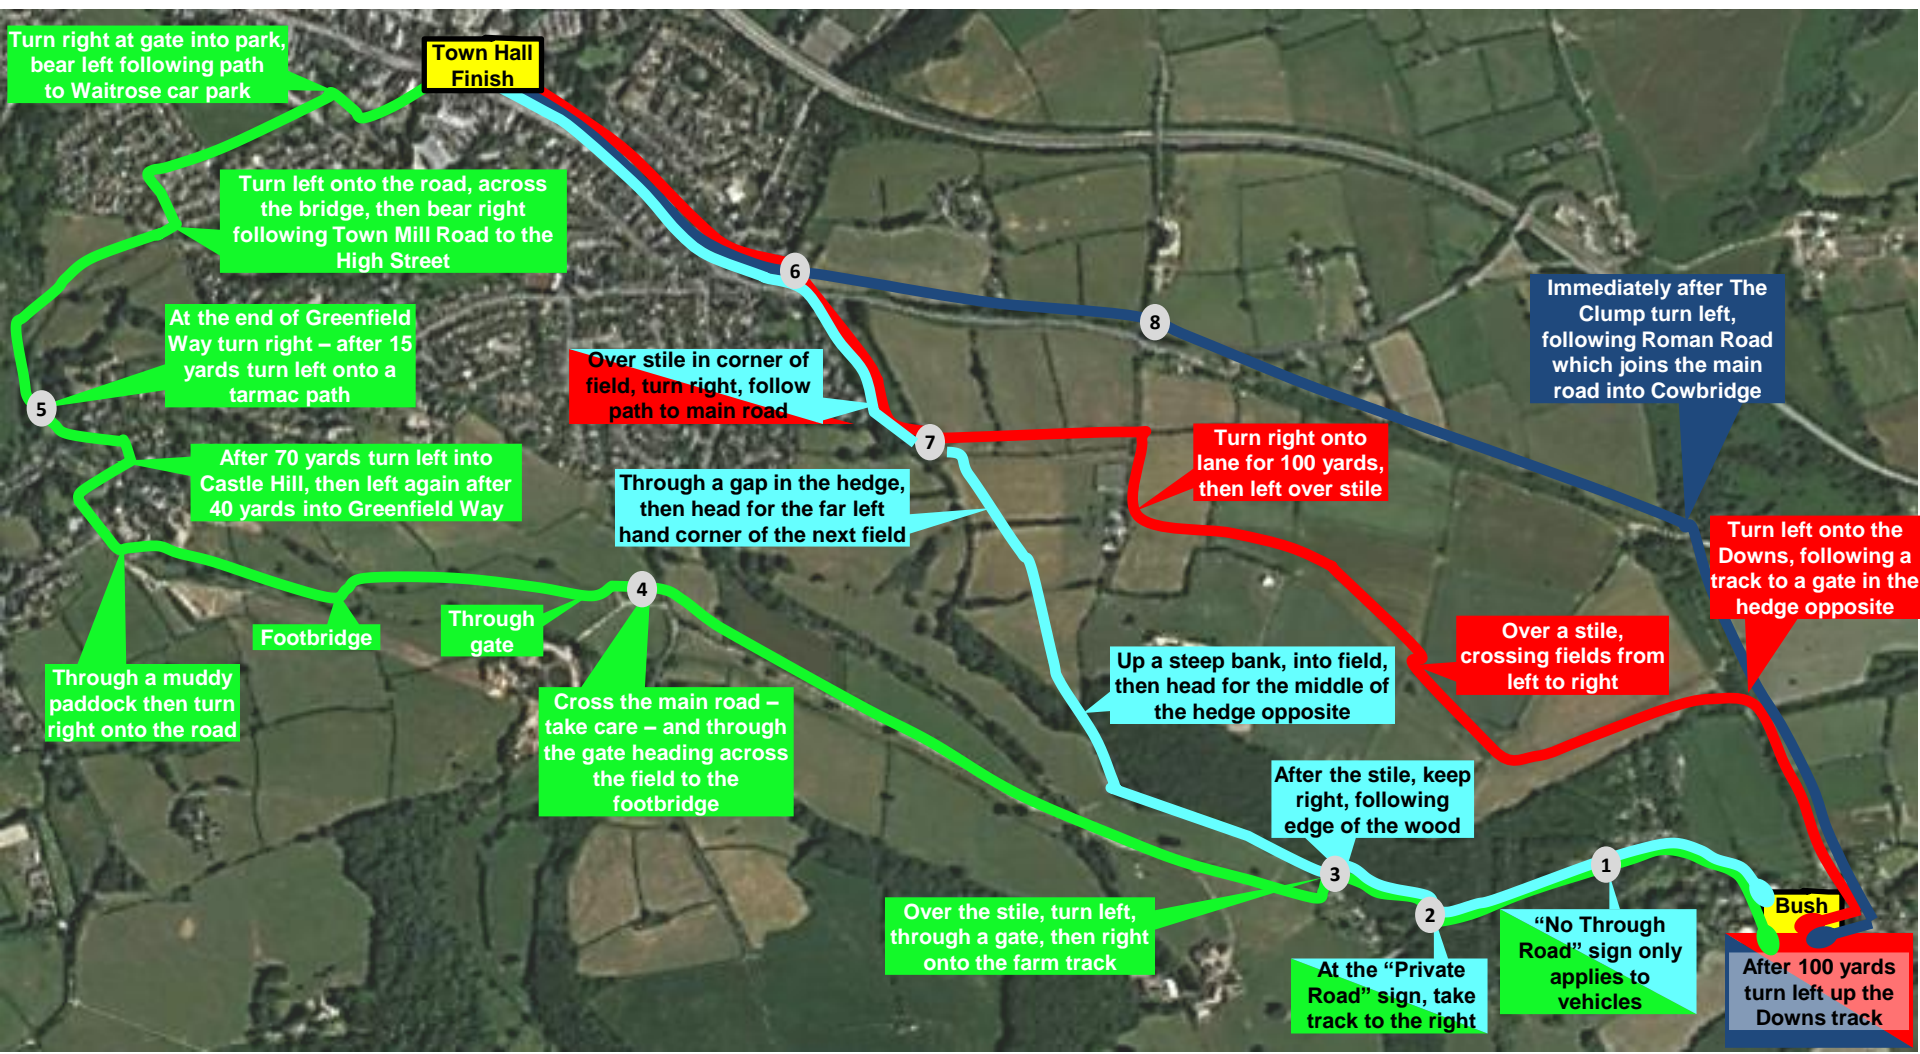 Turn right at gate into park,
bear left following path
to Waitrose car park
Town Hall
Finish
Turn left onto the road, across
the bridge, then bear right
following Town Mill Road to the
High Street
6
8
Immediately after The
Clump turn left,
following Roman Road
which joins the main
road into Cowbridge
At the end of Greenfield
Way turn right – after 15
yards turn left onto a
tarmac path
5
Over stile in corner of
field, turn right, follow
path to main road
7
Turn right onto
lane for 100 yards,
then left over stile
After 70 yards turn left into
Castle Hill, then left again after
40 yards into Greenfield Way
Through a gap in the hedge,
then head for the far left
hand corner of the next field
Turn left onto the
Downs, following a
track to a gate in the
hedge opposite
4
Footbridge
Through
gate
Over a stile,
crossing fields from
left to right
Through a muddy
paddock then turn
right onto the road
Up a steep bank, into field,
then head for the middle of
the hedge opposite
Cross the main road –
take care – and through
the gate heading across
the field to the
footbridge
After the stile, keep
right, following
edge of the wood
3
1
2
Bush
Over the stile, turn left,
through a gate, then right
onto the farm track
At the “Private
Road” sign, take
track to the right
“No Through
Road” sign only
applies to
vehicles
After 100 yards
turn left up the
Downs track